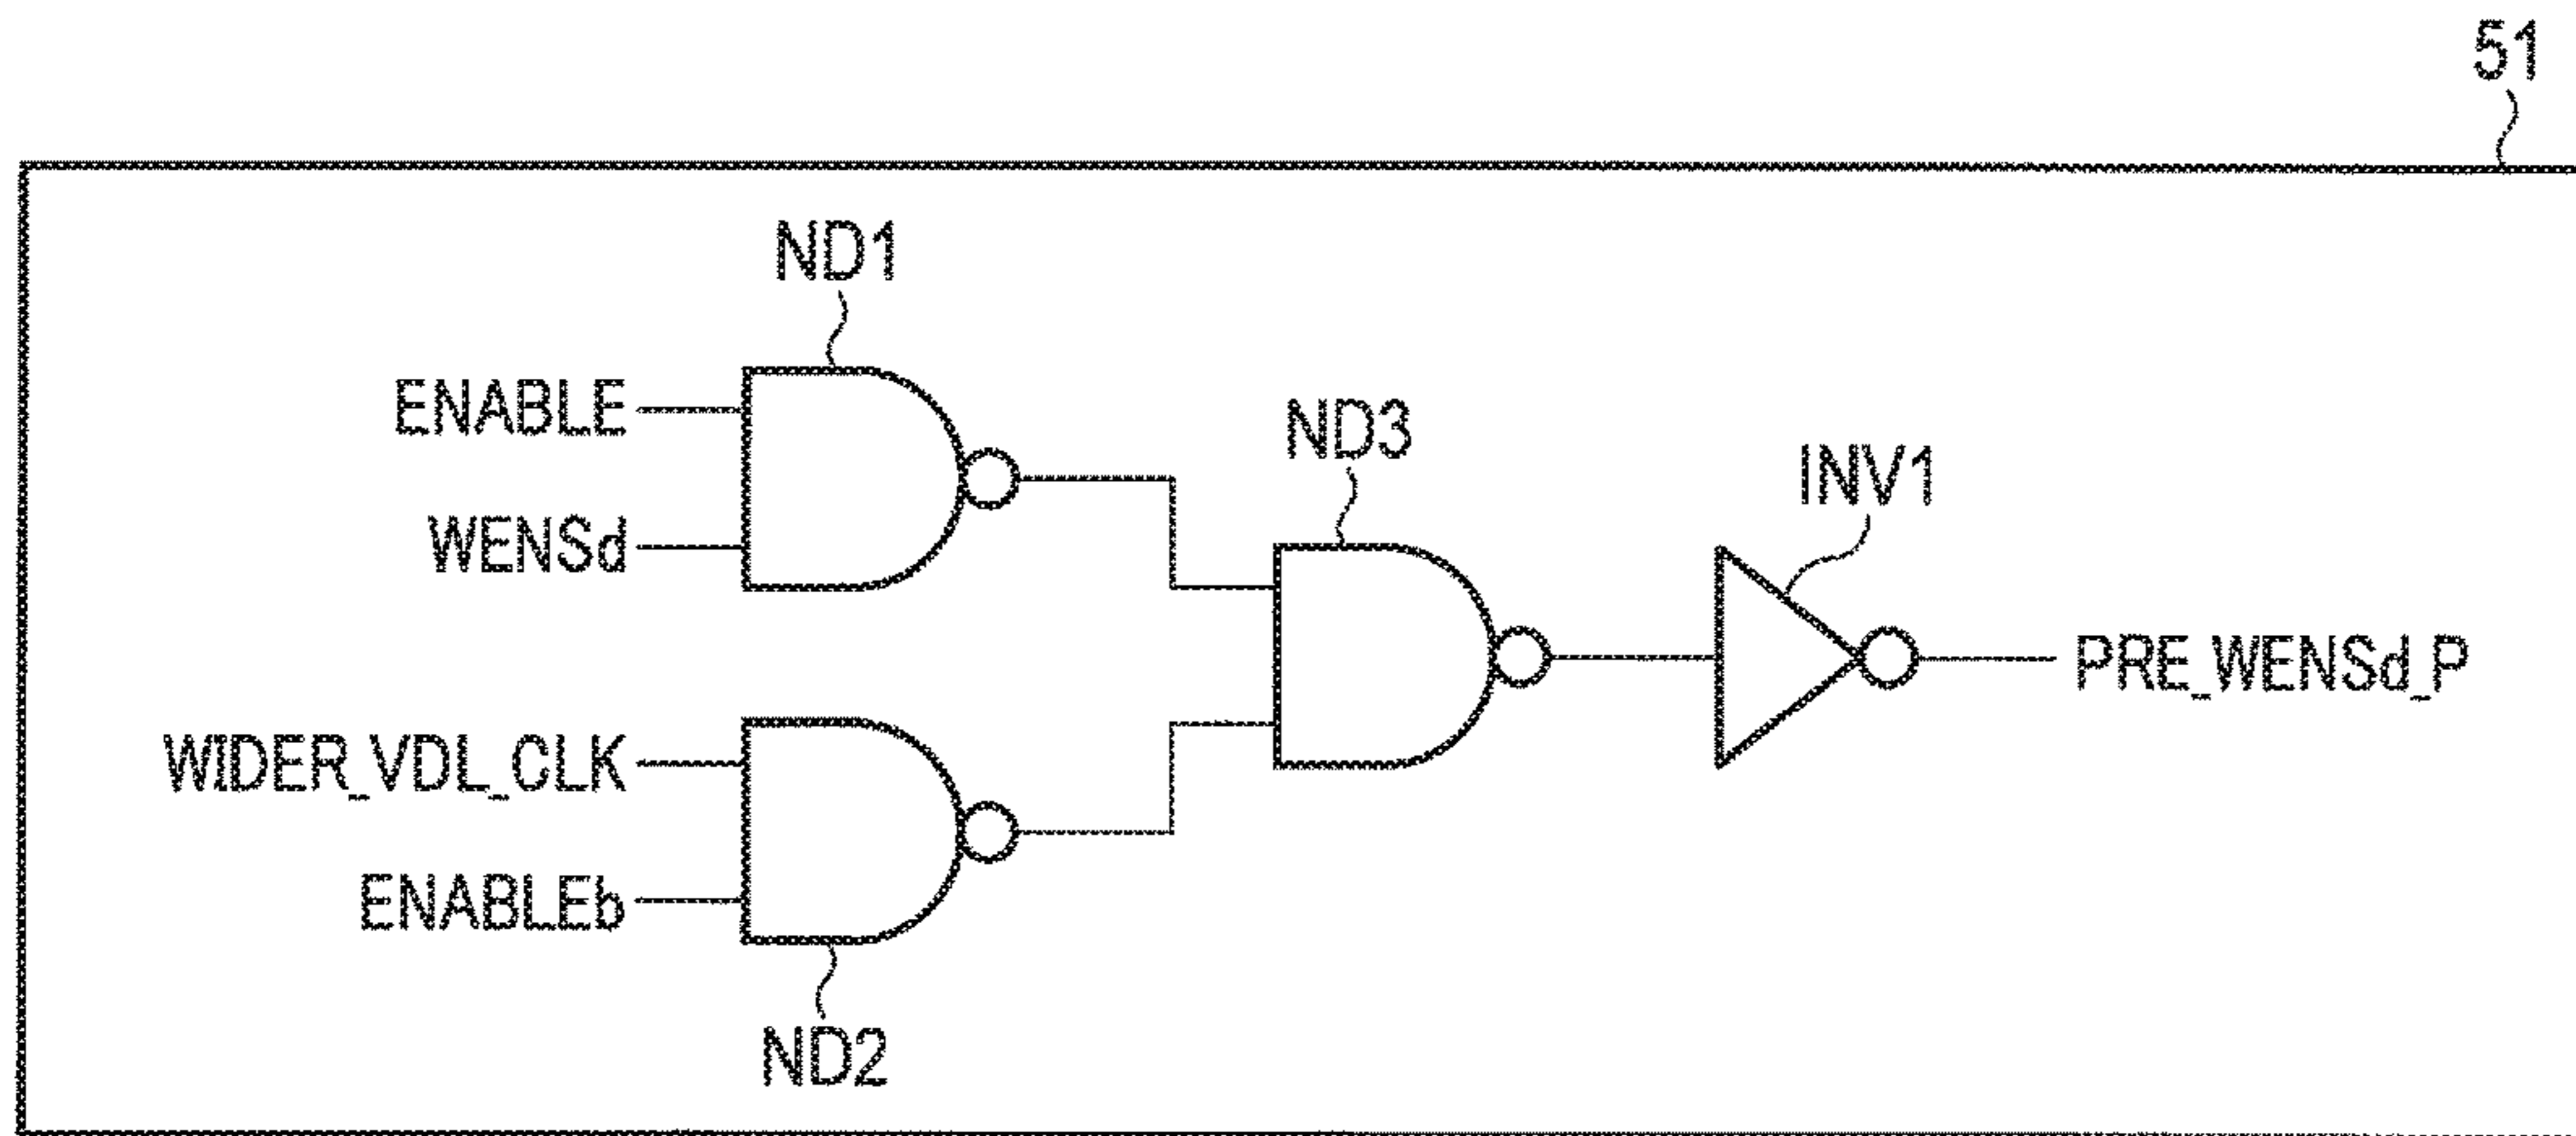 51
ND1
ENABLE
WENSd
ND3
INV1
PRE_WENSd_P
WIDER_VDL_CLK
ENABLEb
ND2